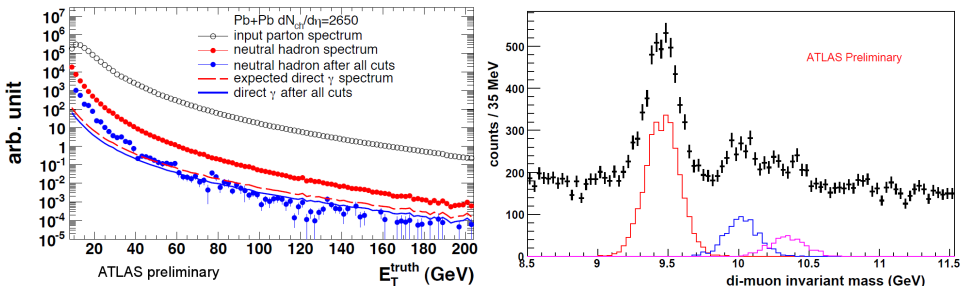 Pb+Pb dN_ch/dη=2650
input parton spectrum
neutral hadron spectrum
neutral hadron after all cuts
expected direct γ spectrum
direct γ after all cuts
arb. unit
10^6
10^5
10^4
10^3
10^2
10
1
10^-1
10^-2
10^-3
10^-4
10^-5
20 40 60 80 100 120 140 160 180 200
ATLAS preliminary
E_T^truth (GeV)
ATLAS Preliminary
counts / 35 MeV
500
400
300
200
100
0
8.5 9.0 9.5 10.0 10.5 11.0 11.5
di-muon invariant mass (GeV)